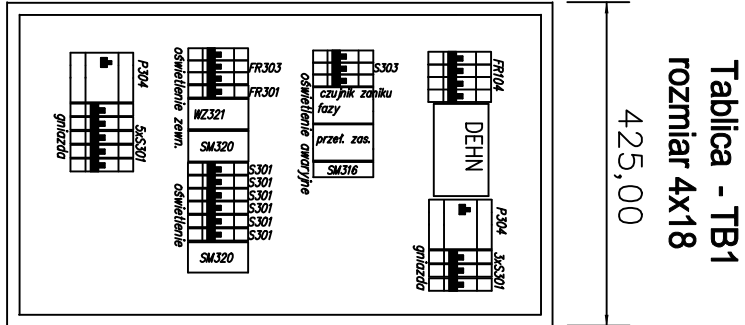 Tablica - TB1
rozmiar 4x18
425,00
FR104
DEHN
P304
3xS301
gniazda
S303
czujnik zaniku
fazy
przeł. zas.
SM316
oświetlenie awaryjne
FR303
FR301
WZ321
SM320
oświetlenie zewn.
S301
S301
S301
S301
S301
S301
SM320
oświetlenie
P304
5xS301
gniazda